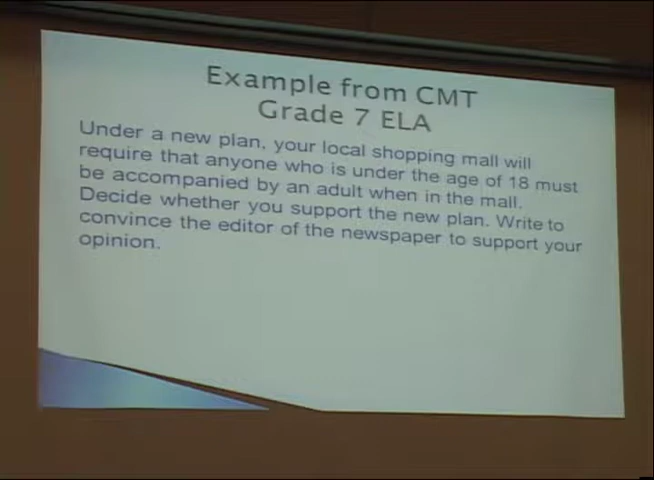 Example from CMT
Grade 7 ELA
Under a new plan, your local shopping mall will
require that anyone who is under the age of 18 must
be accompanied by an adult when in the mall.
Decide whether you support the new plan. Write to
convince the editor of the newspaper to support your
opinion.